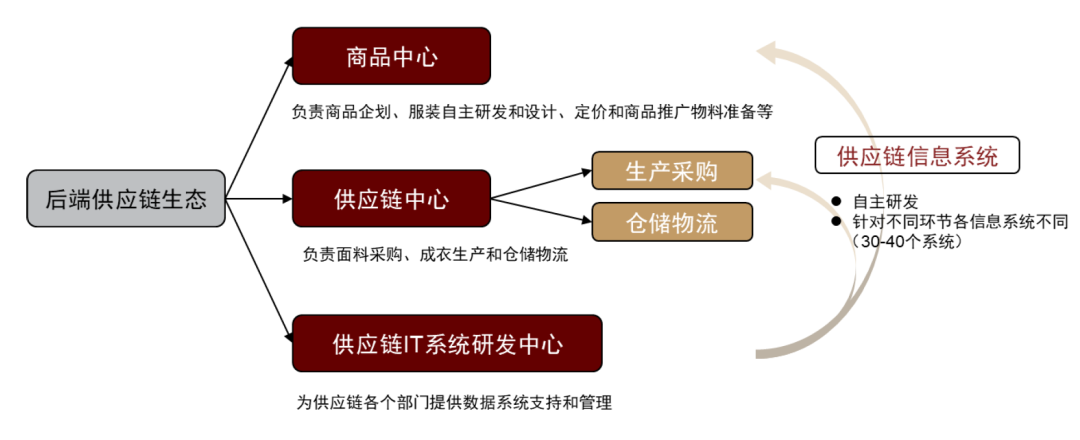 商品中心
负责商品企划、服装自主研发和设计、定价和商品推广物料准备等
后端供应链生态
供应链中心
生产采购
仓储物流
负责面料采购、成衣生产和仓储物流
供应链信息系统
自主研发
针对不同环节各信息系统不同
（30-40个系统）
供应链IT系统研发中心
为供应链各个部门提供数据系统支持和管理